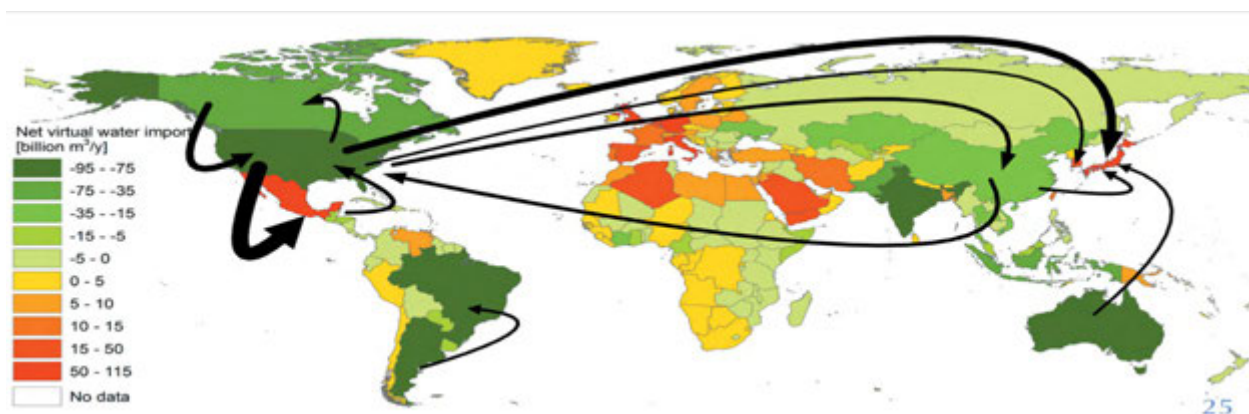 Net virtual water import
[billion m³/y]
-95 - -75
-75 - -35
-35 - -15
-15 - -5
-5 - 0
0 - 5
5 - 10
10 - 15
15 - 50
50 - 115
No data
25